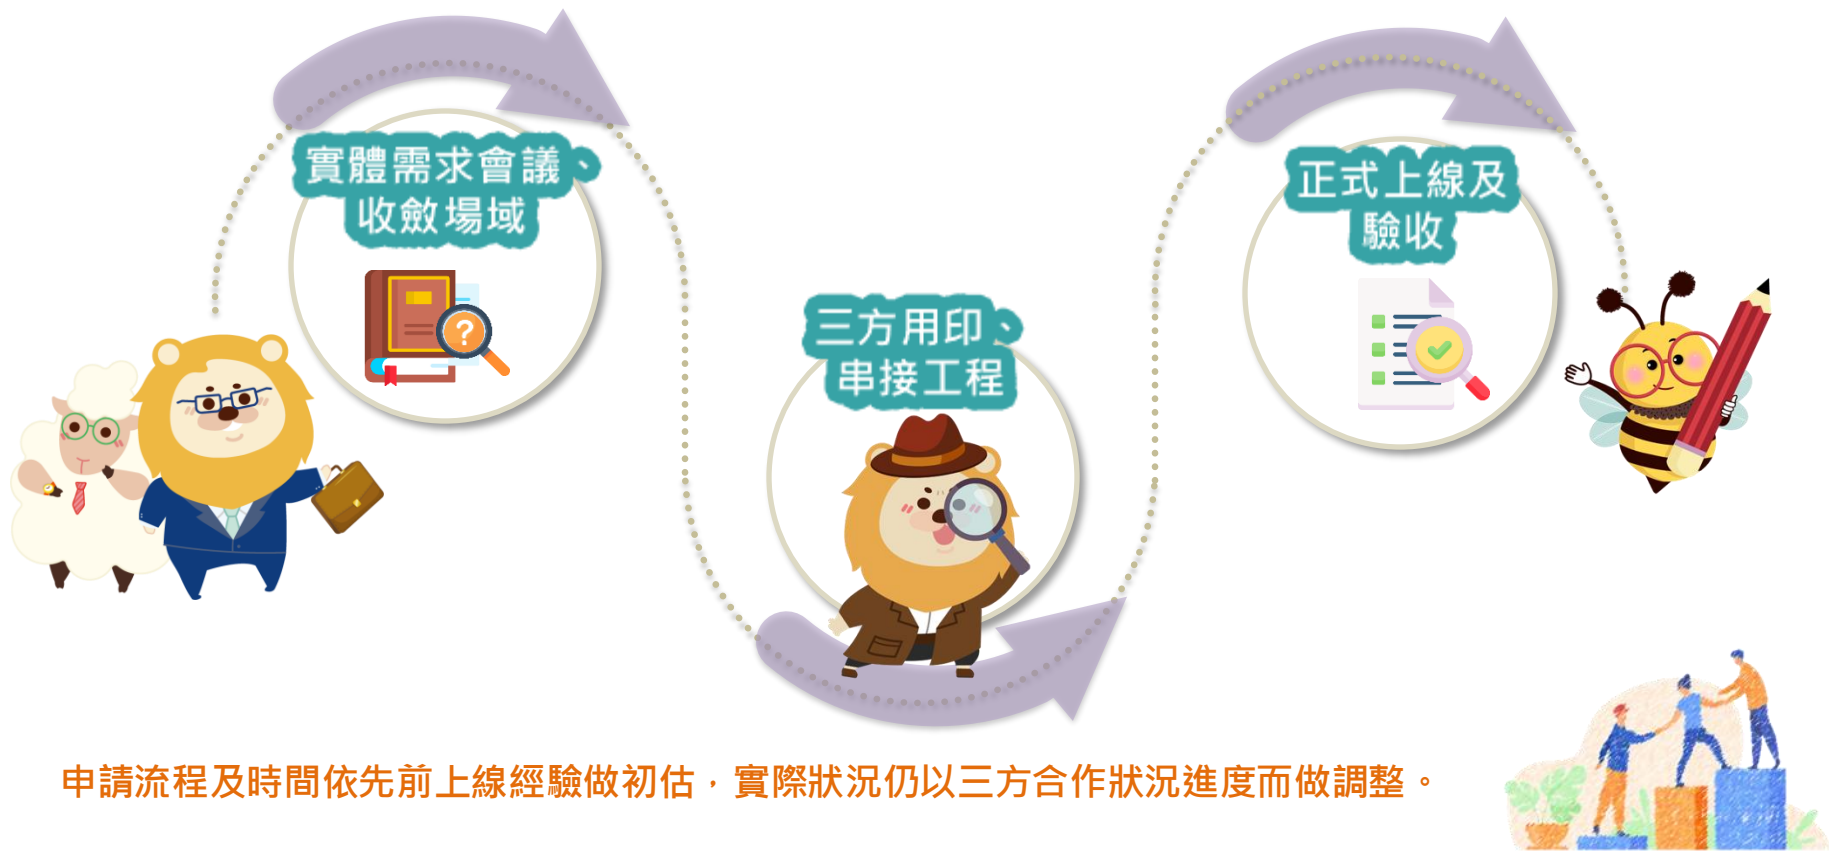 實體需求會議、
收斂場域
三方用印、
串接工程
正式上線及
驗收
申請流程及時間依先前上線經驗做初估，實際狀況仍以三方合作狀況進度而做調整。